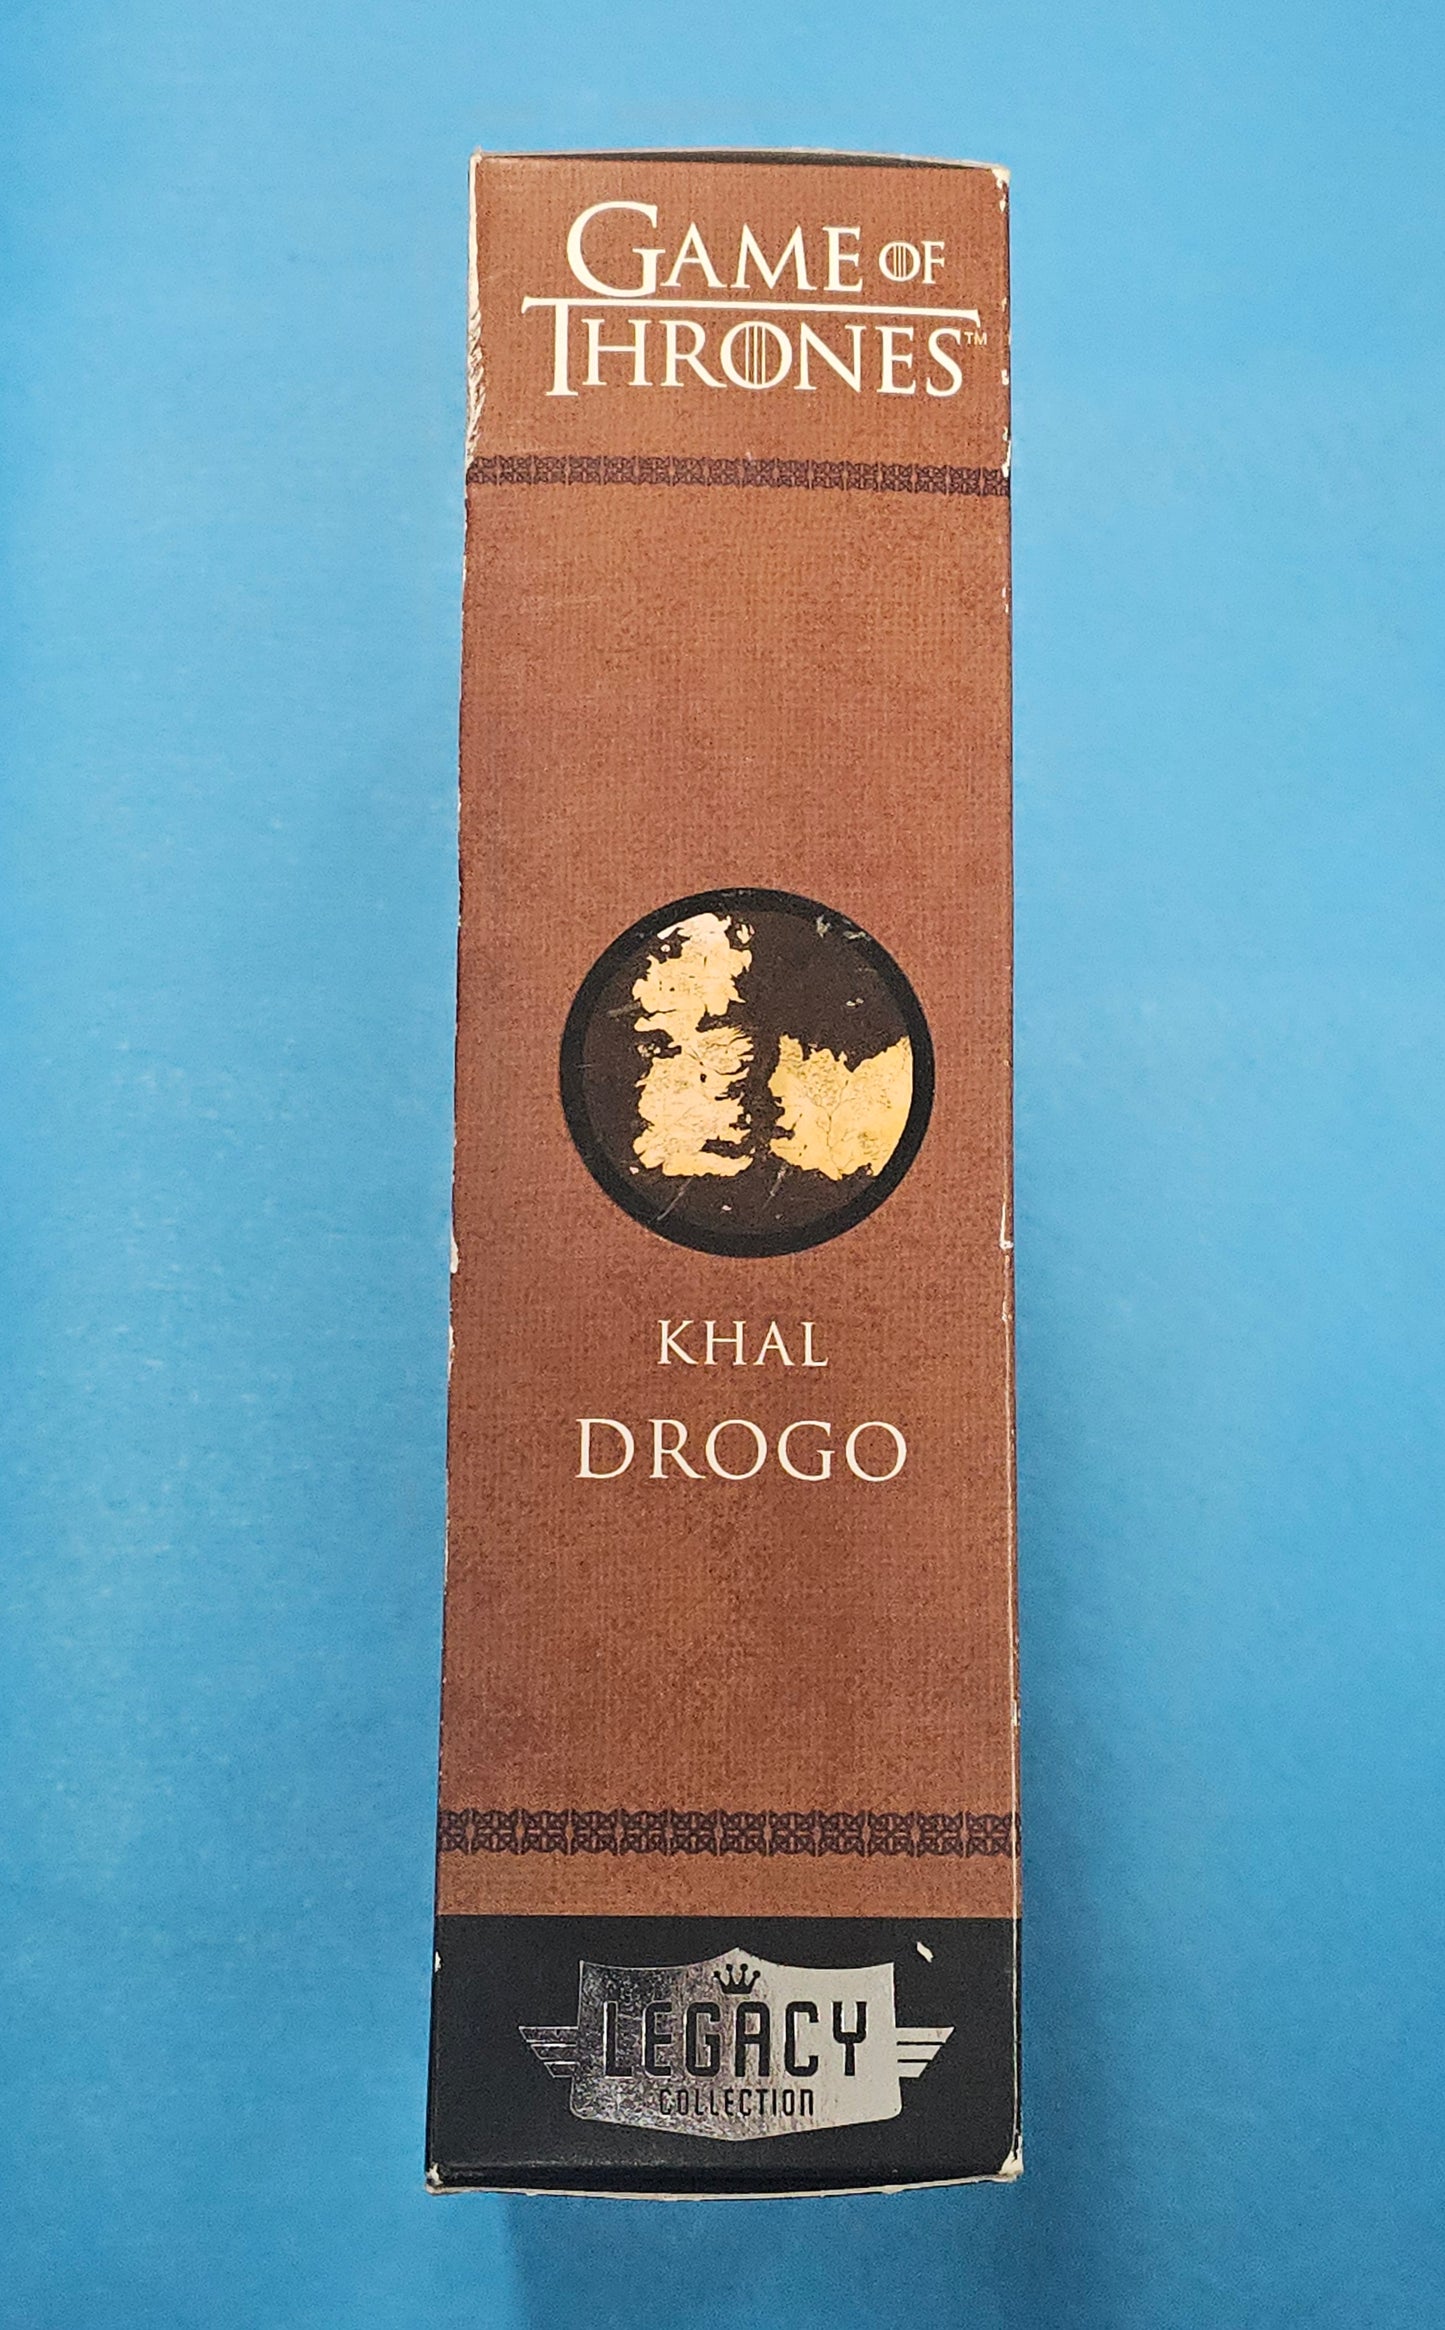 GAME OF
THRONES™
KHAL
DROGO
LEGACY
COLLECTION